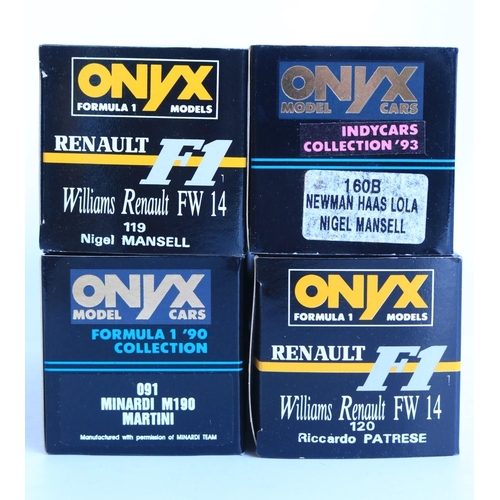 ONYX
FORMULA 1 MODELS
RENAULT F1
Williams Renault FW 14
119
Nigel MANSELL
ONYX
MODEL CARS
INDYCARS
COLLECTION '93
160B
NEWMAN HAAS LOLA
NIGEL MANSELL
ONYX
MODEL CARS
FORMULA 1 '90
COLLECTION
091
MINARDI M190
MARTINI
Manufactured with permission of MINARDI TEAM
ONYX
FORMULA 1 MODELS
RENAULT F1
Williams Renault FW 14
120
Riccardo PATRESE